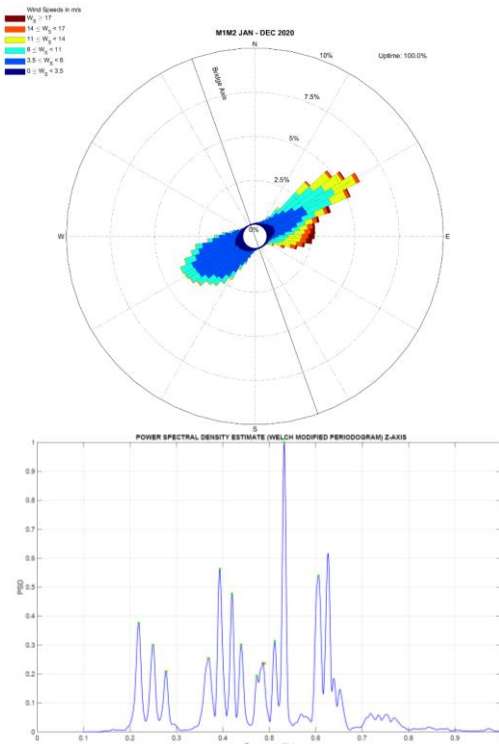 Wind Speeds in m/s
W_S ≥ 17
14 ≤ W_S < 17
11 ≤ W_S < 14
8 ≤ W_S < 11
3.5 ≤ W_S < 8
0 ≤ W_S < 3.5
M1M2 JAN - DEC 2020
N
10%
Uptime: 100.0%
Bridge Axis
7.5%
5%
2.5%
0%
W
E
S
POWER SPECTRAL DENSITY ESTIMATE (WELCH MODIFIED PERIODOGRAM) Z-AXIS
1
0.9
0.8
0.7
0.6
0.5
PSD
0.4
0.3
0.2
0.1
0
0 0.1 0.2 0.3 0.4 0.5 0.6 0.7 0.8 0.9